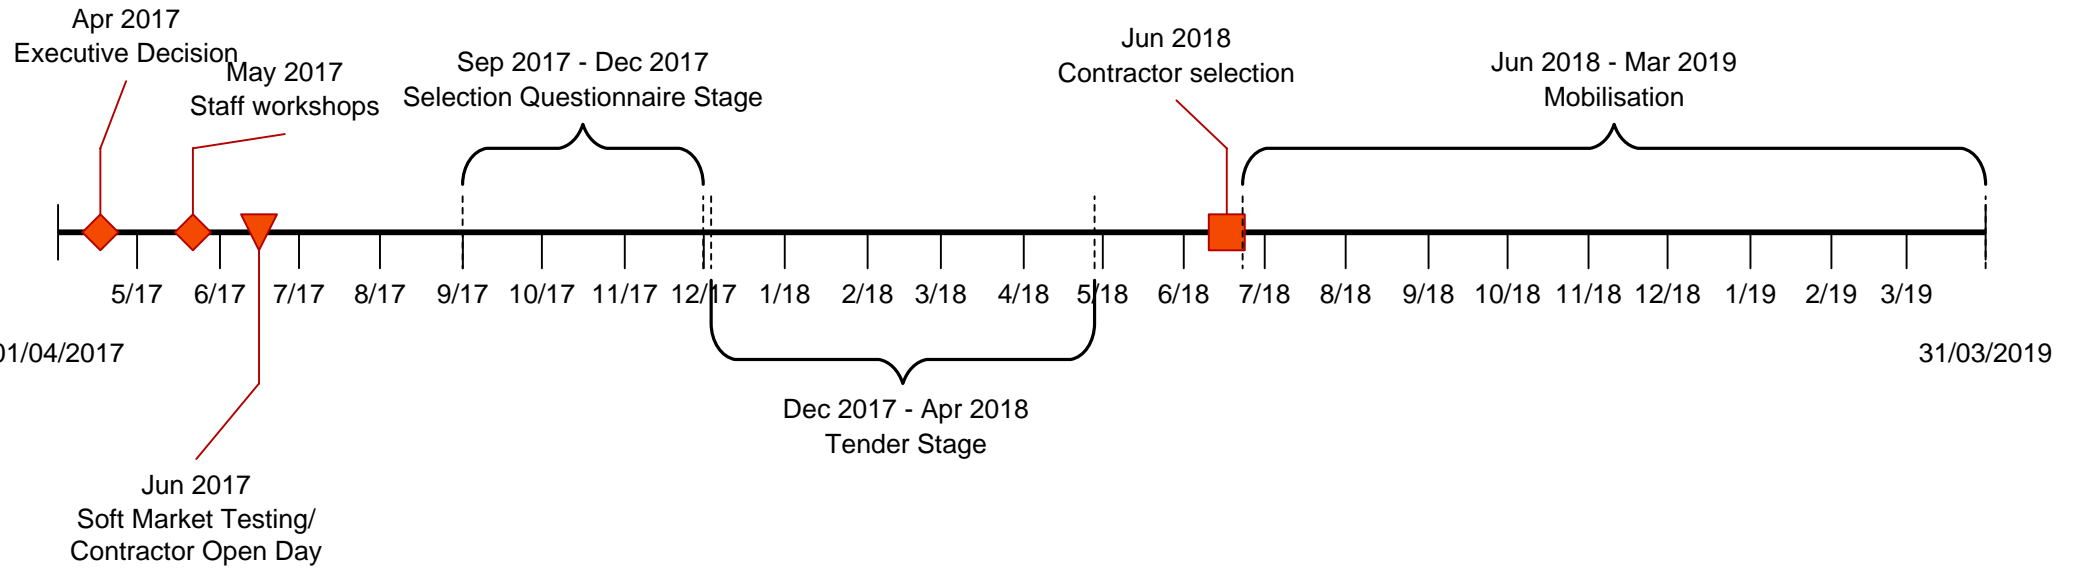 Apr 2017
Executive Decision
May 2017
Staff workshops
Sep 2017 - Dec 2017
Selection Questionnaire Stage
Jun 2018
Contractor selection
Jun 2018 - Mar 2019
Mobilisation
5/17 6/17 7/17 8/17 9/17 10/17 11/17 12/17 1/18 2/18 3/18 4/18 5/18 6/18 7/18 8/18 9/18 10/18 11/18 12/18 1/19 2/19 3/19
01/04/2017
31/03/2019
Dec 2017 - Apr 2018
Tender Stage
Jun 2017
Soft Market Testing/
Contractor Open Day